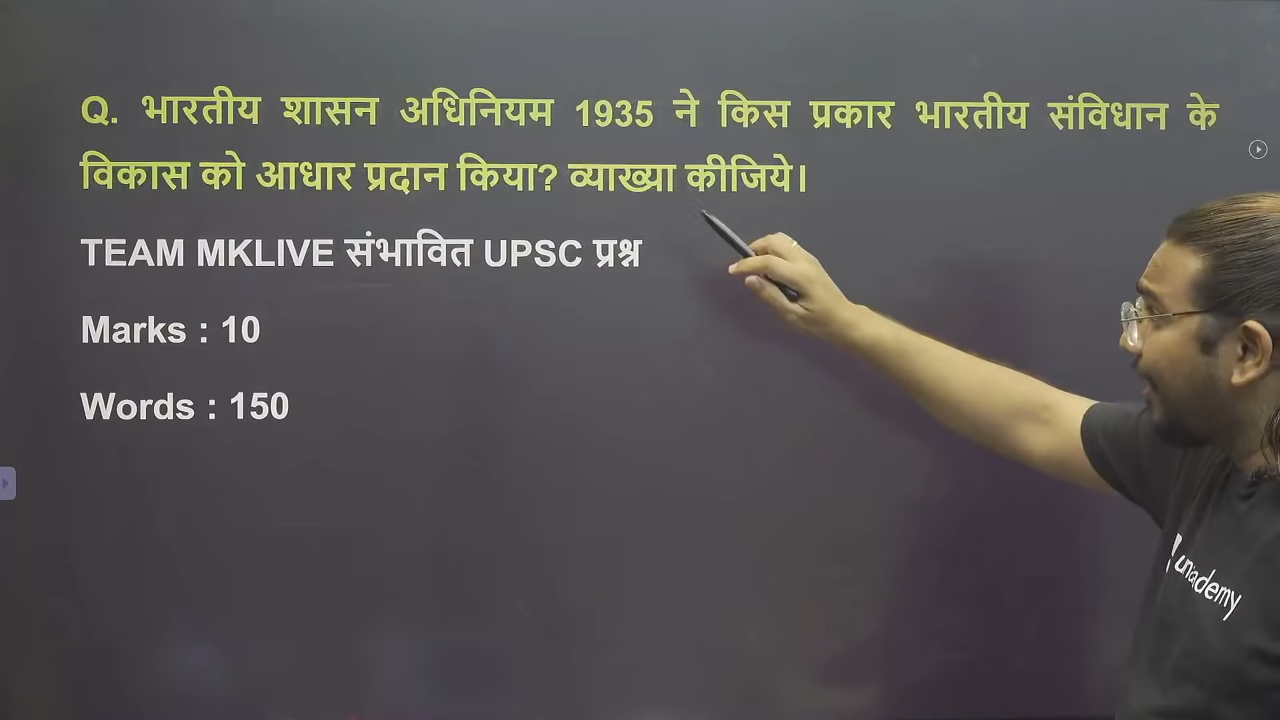 Q. भारतीय शासन अधिनियम 1935 ने किस प्रकार भारतीय संविधान के
विकास को आधार प्रदान किया? व्याख्या कीजिये।
TEAM MKLIVE संभावित UPSC प्रश्न
Marks : 10
Words : 150
unacademy